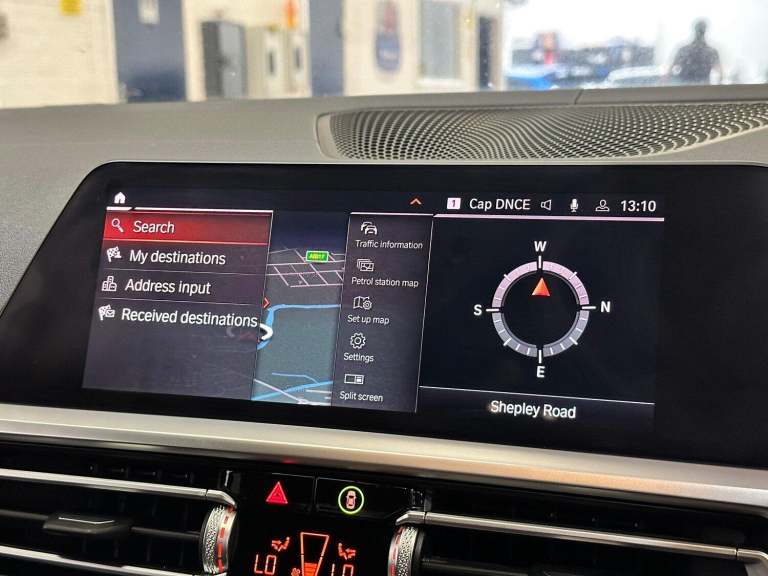 1 Cap DNCE 13:10
Search
My destinations
Address input
Received destinations
Traffic information
Petrol station map
Set up map
Settings
Split screen
W
S
N
E
Shepley Road
LO
LO